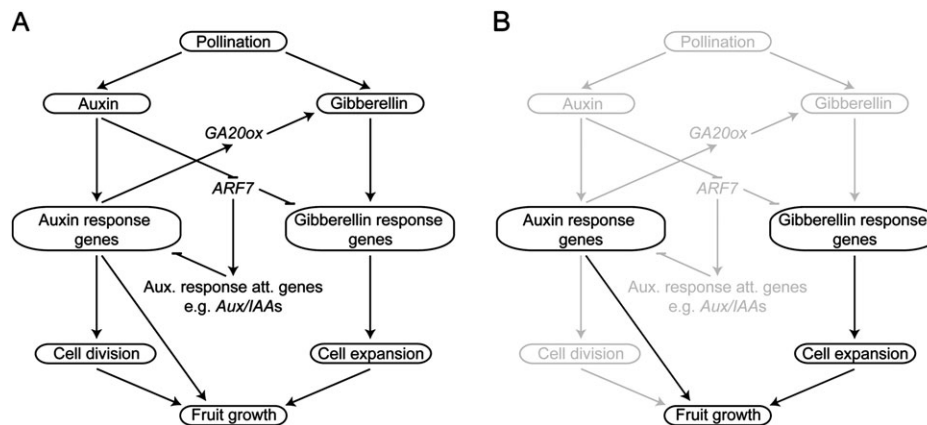 A
Pollination
Auxin
Gibberellin
GA20ox
ARF7
Auxin response
genes
Gibberellin response
genes
Aux. response att. genes
e.g. Aux/IAAs
Cell division
Cell expansion
Fruit growth
B
Pollination
Auxin
Gibberellin
GA20ox
ARF7
Auxin response
genes
Gibberellin response
genes
Aux. response att. genes
e.g. Aux/IAAs
Cell division
Cell expansion
Fruit growth